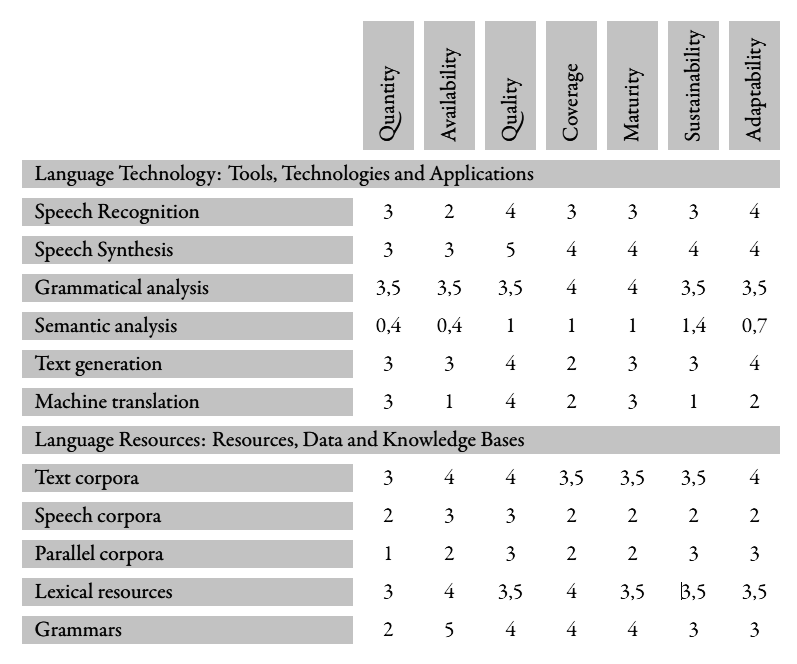 Quantity Availability Quality Coverage Maturity Sustainability Adaptability
Language Technology: Tools, Technologies and Applications
Speech Recognition 3 2 4 3 3 3 4
Speech Synthesis 3 3 5 4 4 4 4
Grammatical analysis 3,5 3,5 3,5 4 4 3,5 3,5
Semantic analysis 0,4 0,4 1 1 1 1,4 0,7
Text generation 3 3 4 2 3 3 4
Machine translation 3 1 4 2 3 1 2
Language Resources: Resources, Data and Knowledge Bases
Text corpora 3 4 4 3,5 3,5 3,5 4
Speech corpora 2 3 3 2 2 2 2
Parallel corpora 1 2 3 2 2 3 3
Lexical resources 3 4 3,5 4 3,5 3,5 3,5
Grammars 2 5 4 4 4 3 3